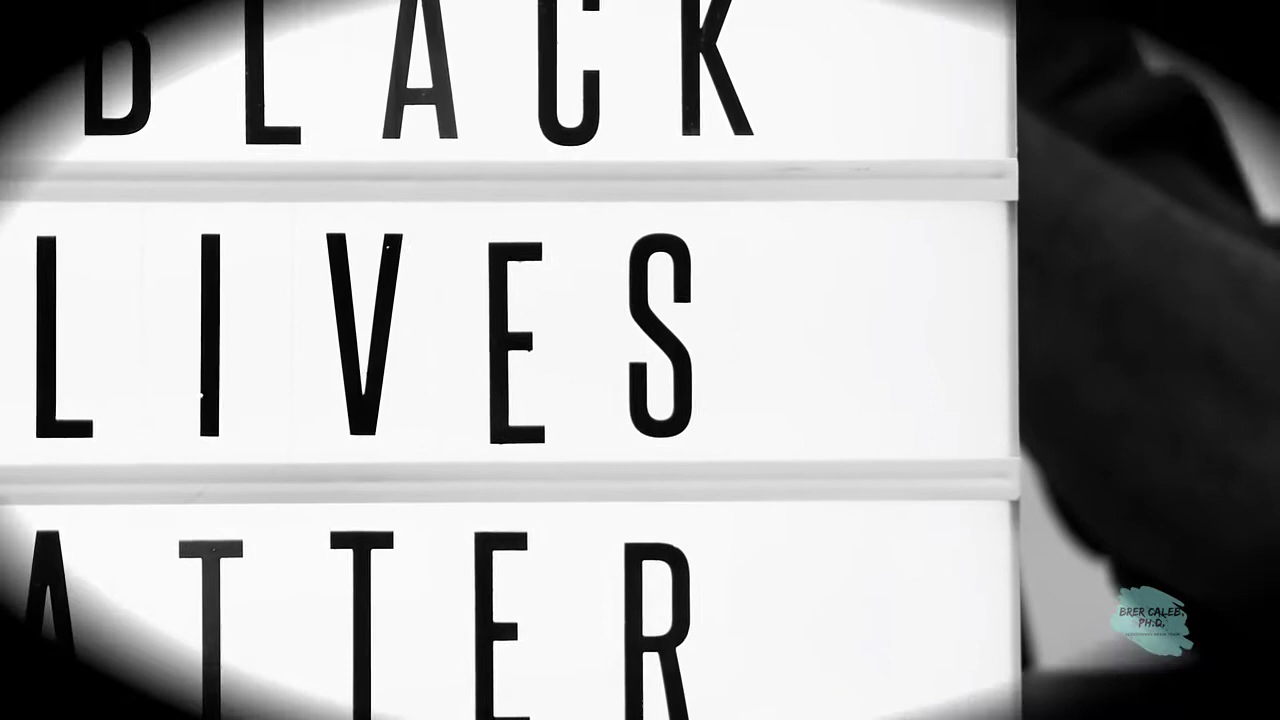 BLACK
LIVES
ATTER
BRER CALEB,
PH.D.